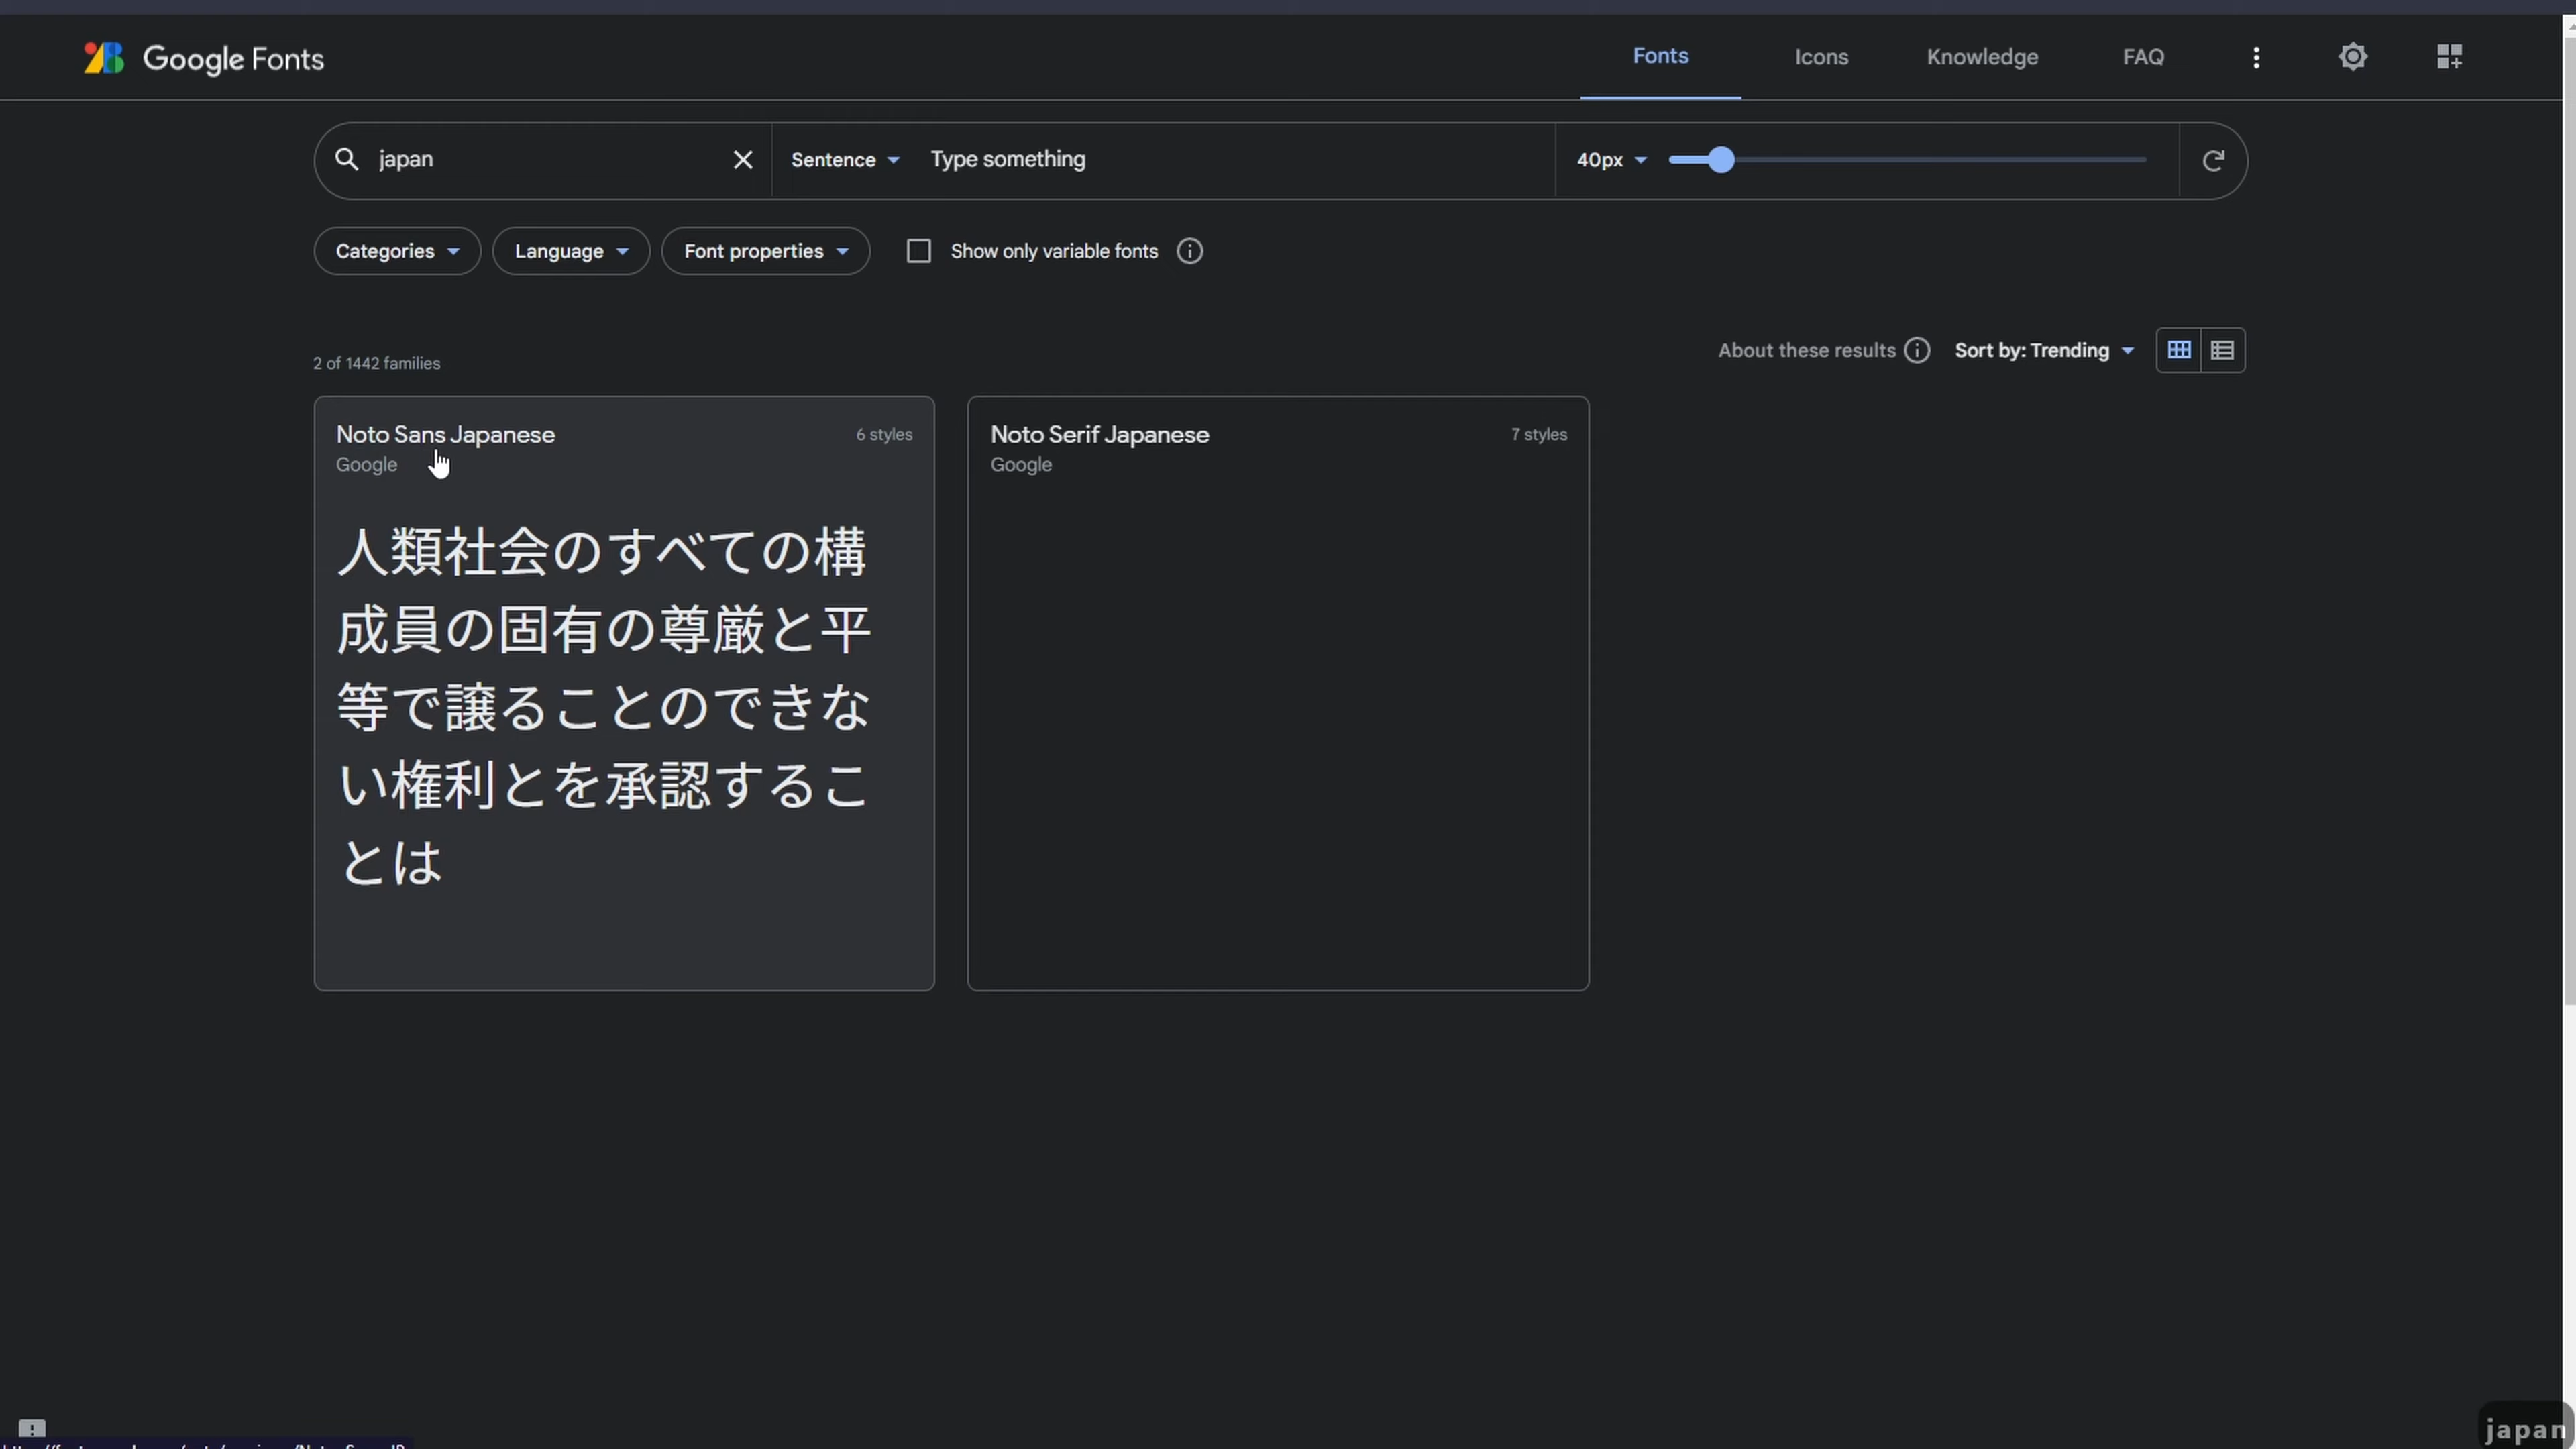 Google Fonts
Fonts
Icons
Knowledge
FAQ
japan
Sentence
Type something
40px
Categories
Language
Font properties
Show only variable fonts
2 of 1442 families
About these results
Sort by: Trending
Noto Sans Japanese
6 styles
Google
人類社会のすべての構
成員の固有の尊厳と平
等で譲ることのできな
い権利とを承認するこ
とは
Noto Serif Japanese
7 styles
Google
japan